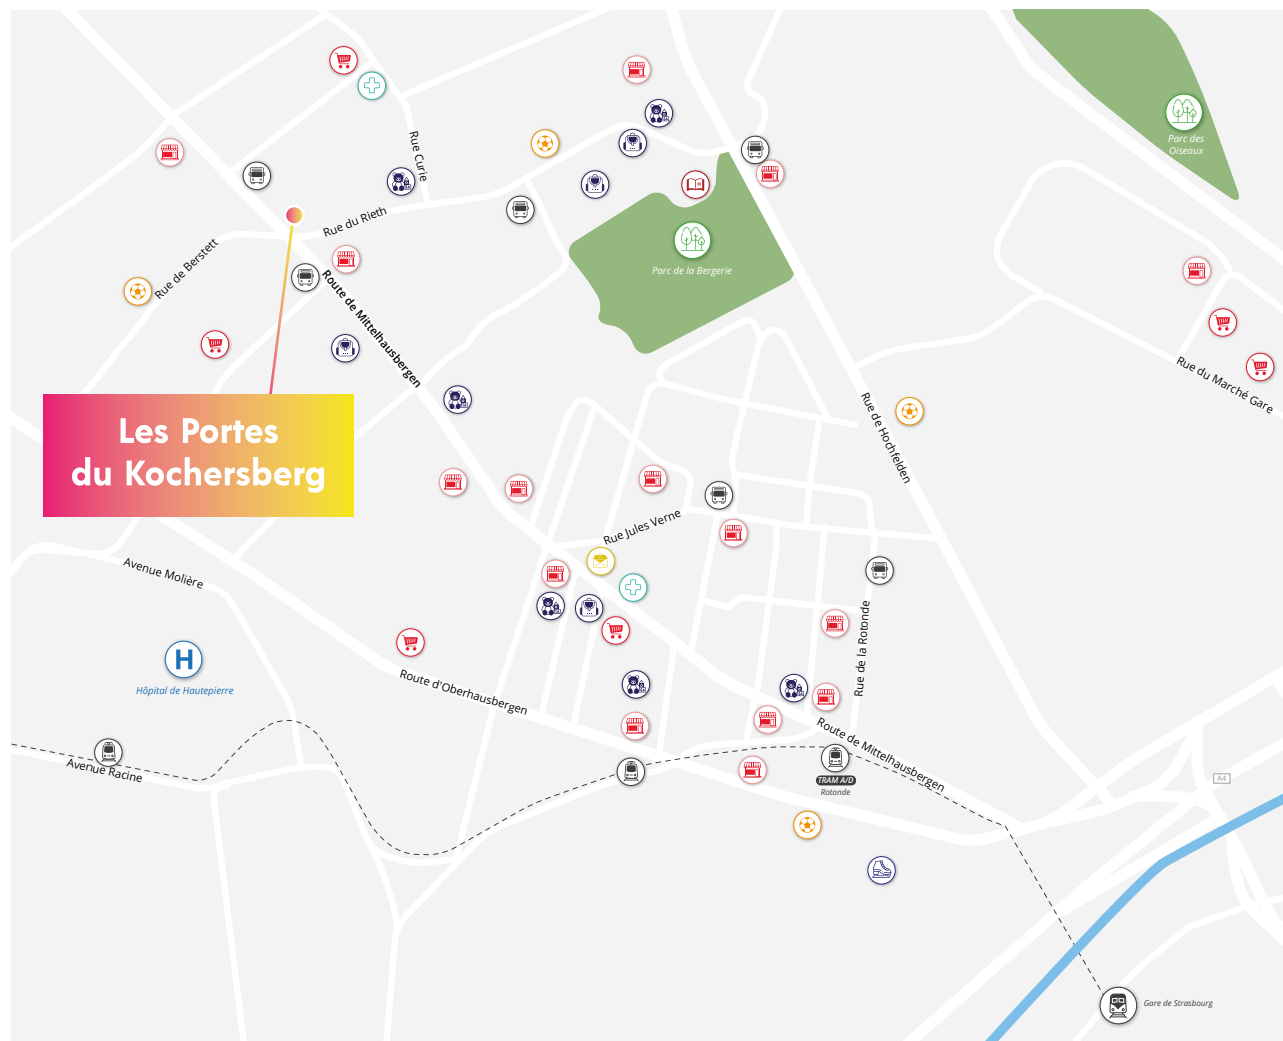 Parc des
Oiseaux
Rue Curie
Rue du Rieth
Rue de Berstett
Parc de la Bergerie
Route de Mittelhausbergen
Rue du Marché Gare
Rue de Hochfelden
Les Portes
du Kochersberg
Rue Jules Verne
Avenue Molière
Rue de la Rotonde
H
Hôpital de Hautepierre
Route d'Oberhausbergen
Route de Mittelhausbergen
Avenue Racine
TRAM A/D
Rotonde
A4
Gare de Strasbourg